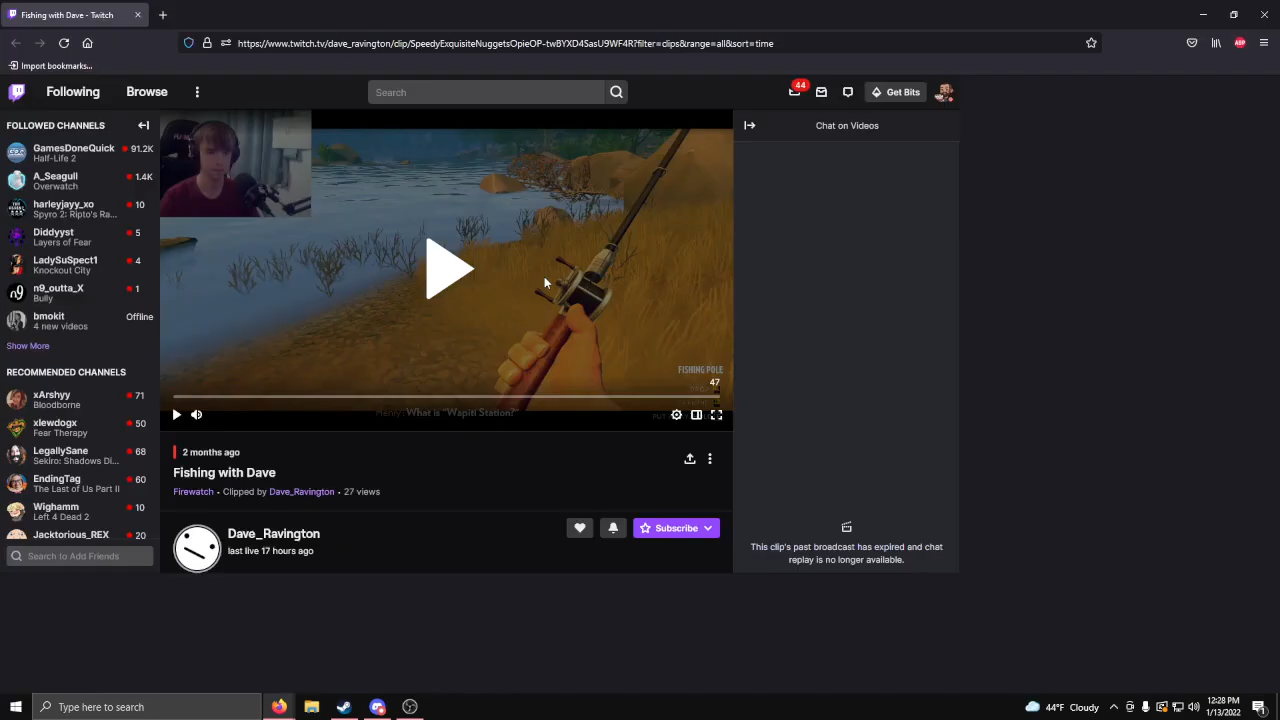 Fishing with Dave - Twitch
https://www.twitch.tv/dave_ravington/clip/SpeedyExquisiteNuggetsOpieOP-twBYXD4SasU9WF4R?filter=clips&range=all&sort=time
ABP
Import bookmarks...
Following
Browse
Search
44
Get Bits
FOLLOWED CHANNELS
GamesDoneQuick 91.2K
Half-Life 2
A_Seagull 1.4K
Overwatch
harleyjayy_xo 10
Spyro 2: Ripto's Ra...
Diddyyst 5
Layers of Fear
LadySuSpect1 4
Knockout City
n9_outta_X 1
Bully
bmokit Offline
4 new videos
Show More
RECOMMENDED CHANNELS
xArshyy 71
Bloodborne
xlewdogx 50
Fear Therapy
LegallySane 68
Sekiro: Shadows Di...
EndingTag 60
The Last of Us Part II
Wighamm 10
Left 4 Dead 2
Jacktorious_REX 20
Search to Add Friends
FISHING POLE
47
Henry: What is "Wapiti Station?"
PUT
2 months ago
Fishing with Dave
Firewatch • Clipped by Dave_Ravington • 27 views
Dave_Ravington
last live 17 hours ago
Subscribe
Chat on Videos
This clip's past broadcast has expired and chat
replay is no longer available.
Type here to search
44°F Cloudy
12:28 PM
1/13/2022
1